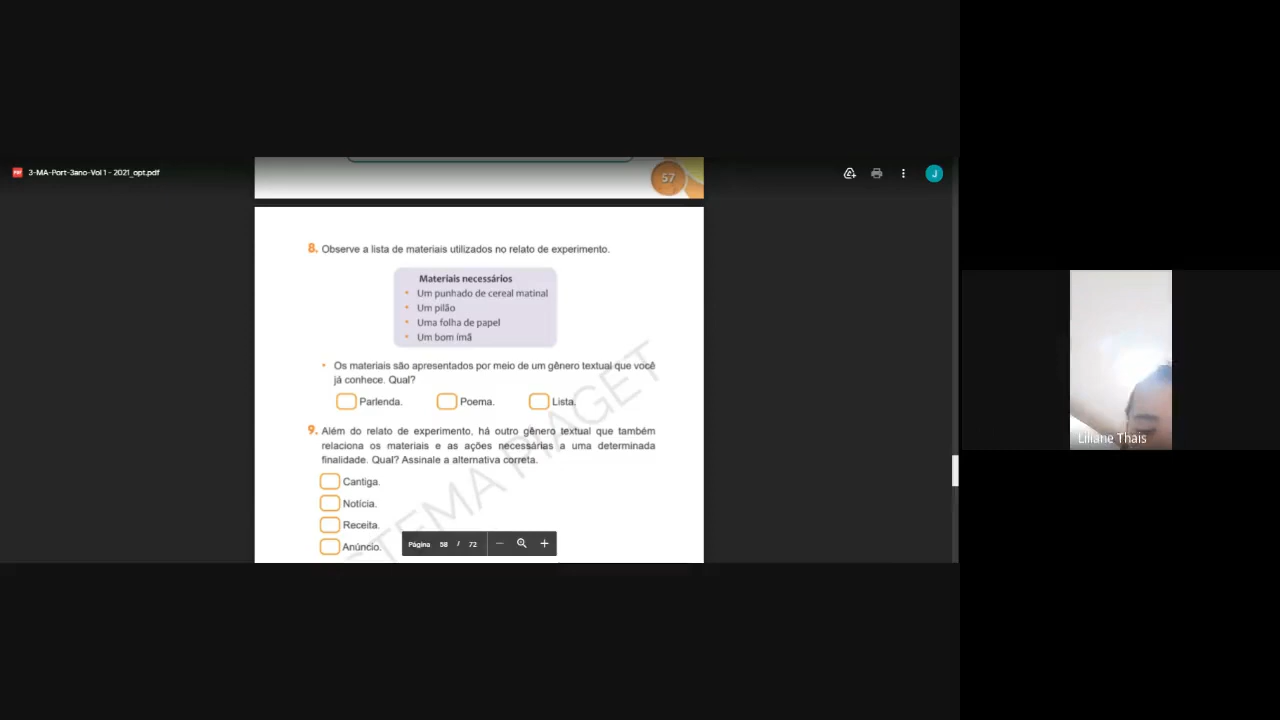 3-MA-Port-3ano-Vol 1 - 2021_opt.pdf
J
57
8. Observe a lista de materiais utilizados no relato de experimento.
Materiais necessários
• Um punhado de cereal matinal
• Um pilão
• Uma folha de papel
• Um bom ímã
• Os materiais são apresentados por meio de um gênero textual que você
já conhece. Qual?
Parlenda. Poema. Lista.
9. Além do relato de experimento, há outro gênero textual que também
relaciona os materiais e as ações necessárias a uma determinada
finalidade. Qual? Assinale a alternativa correta.
Cantiga.
Notícia.
Receita.
Anúncio.
STEMA PIAGET
Página 58 / 72
Liliane Thais